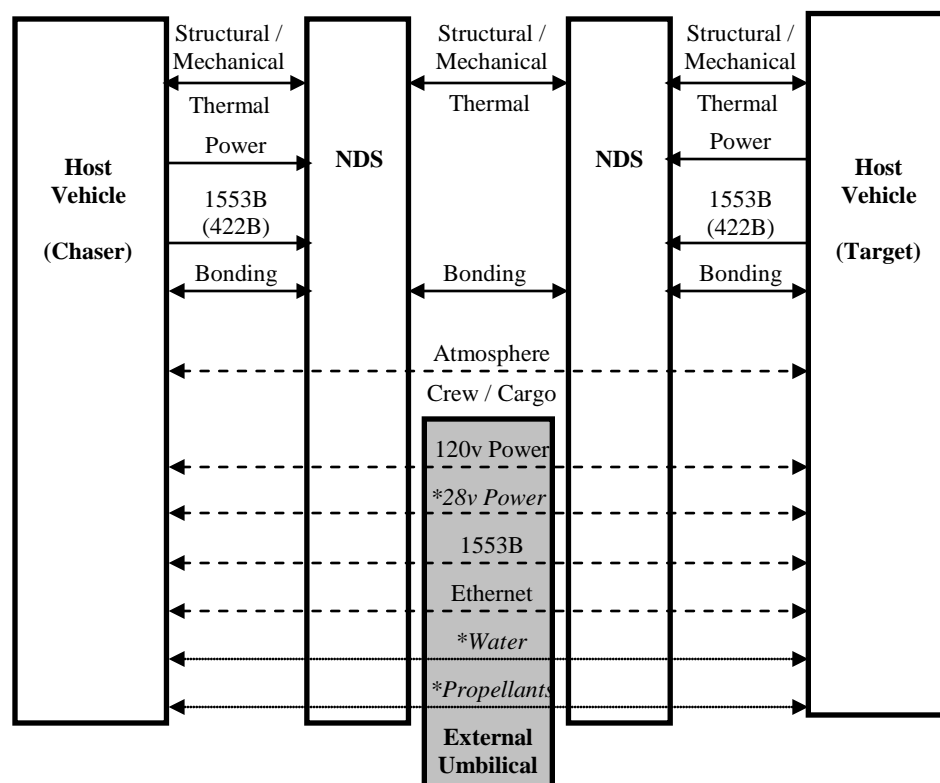 Structural /
Mechanical
Structural /
Mechanical
Structural /
Mechanical
Thermal
Thermal
Thermal
Power
Power
Host
Vehicle
(Chaser)
NDS
NDS
Host
Vehicle
(Target)
1553B
(422B)
1553B
(422B)
Bonding
Bonding
Bonding
Atmosphere
Crew / Cargo
120v Power
*28v Power
1553B
Ethernet
*Water
*Propellants
External
Umbilical